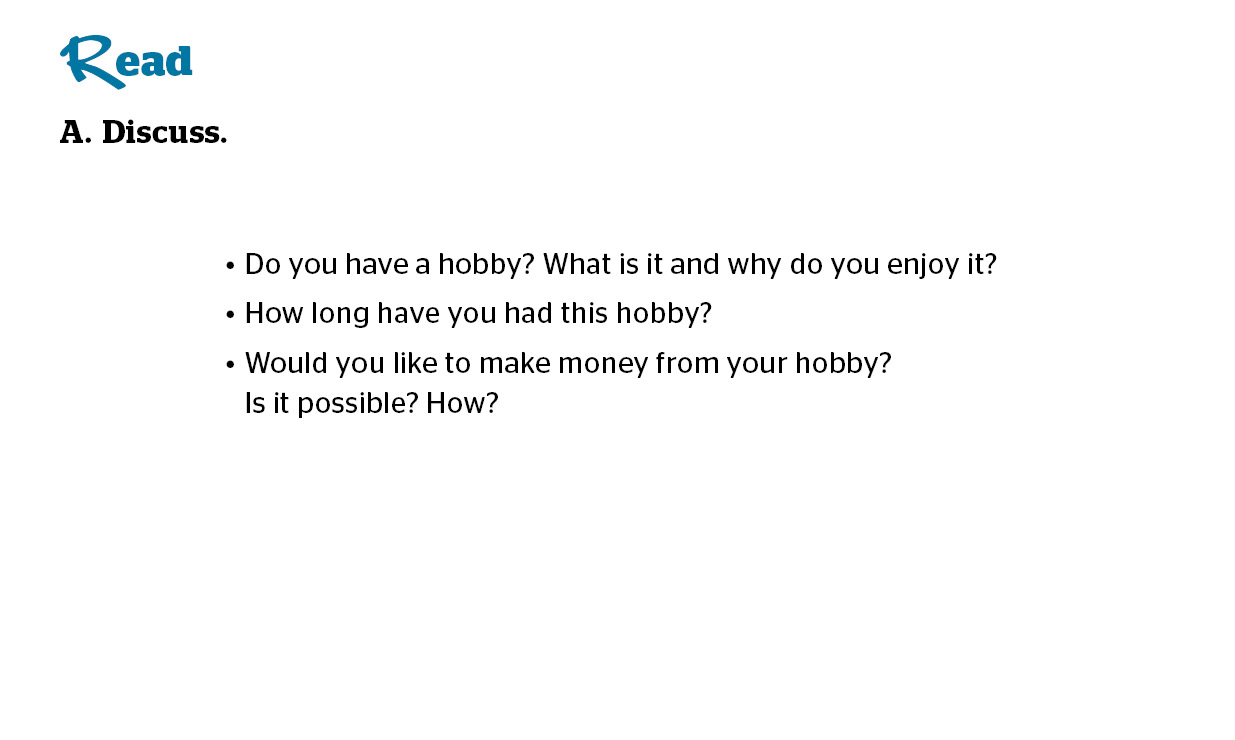 Read
A. Discuss.
• Do you have a hobby? What is it and why do you enjoy it?
• How long have you had this hobby?
• Would you like to make money from your hobby?
Is it possible? How?